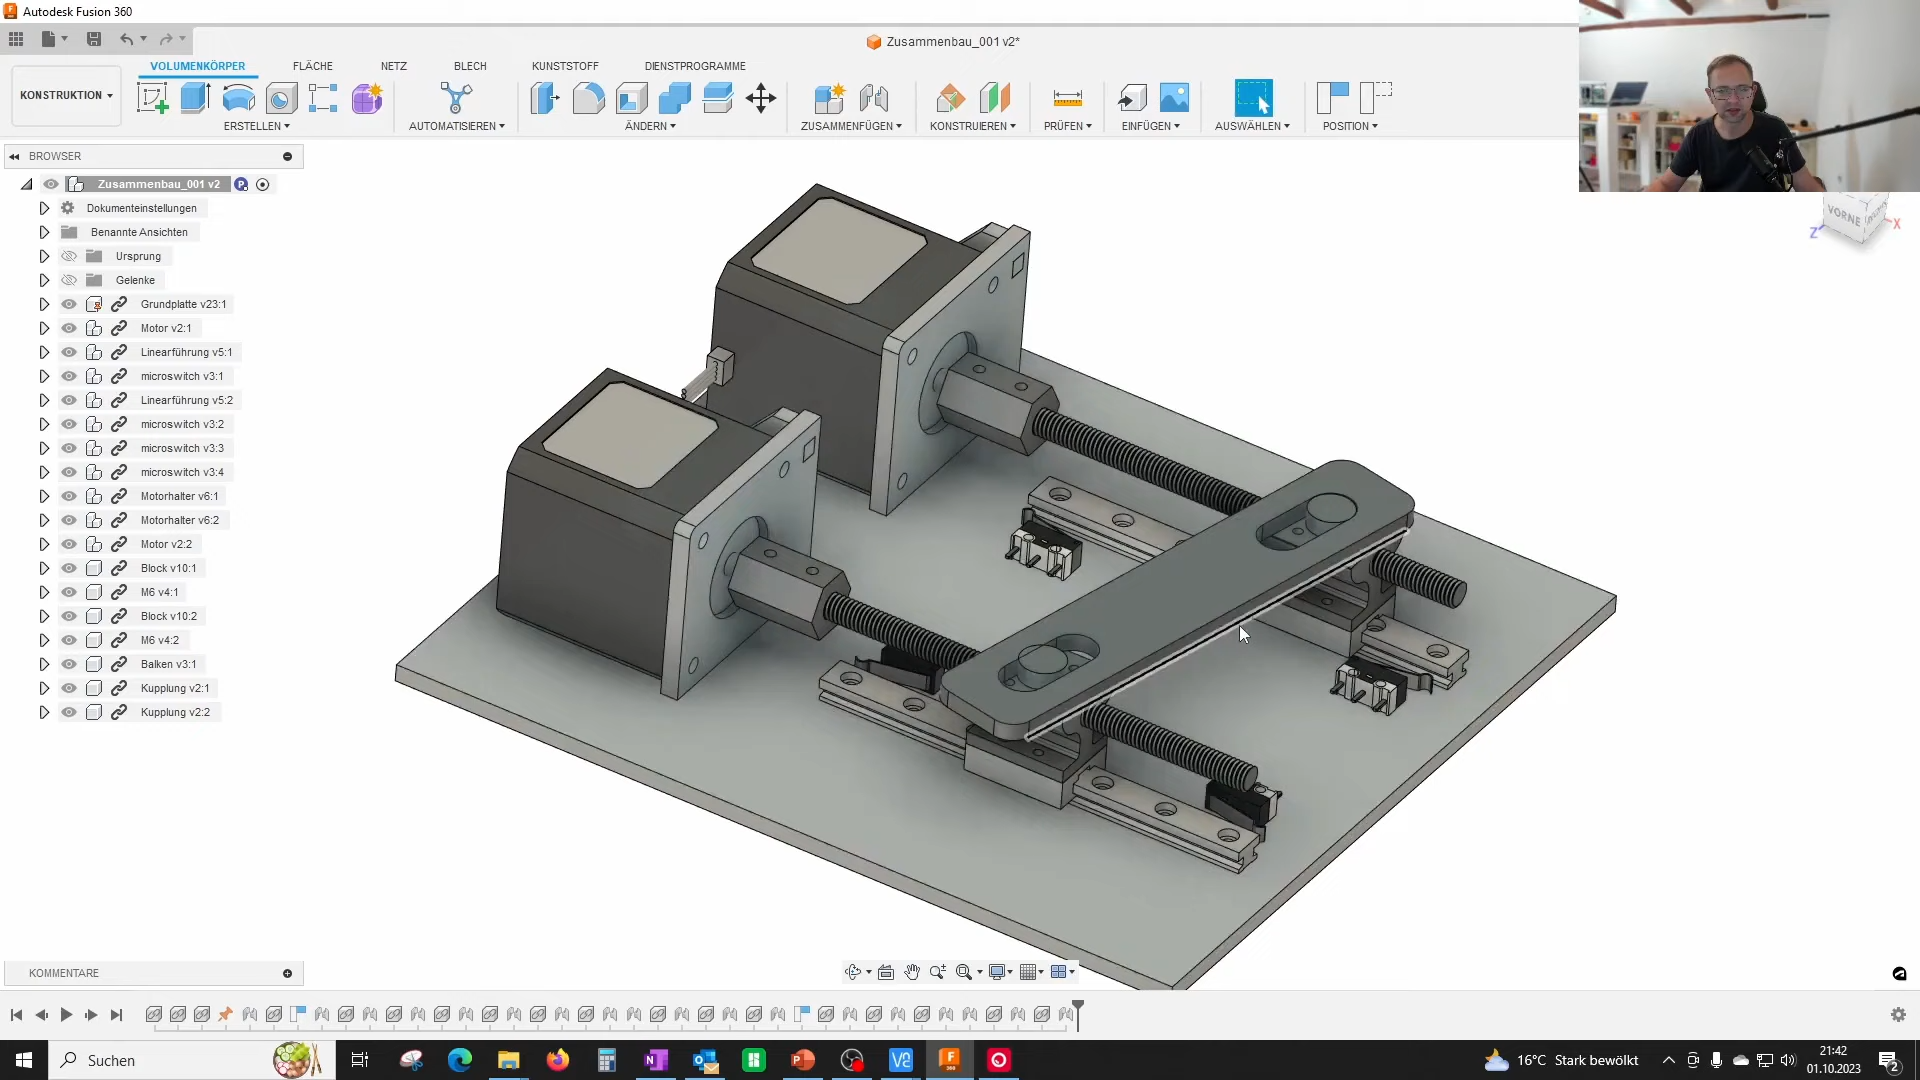 Autodesk Fusion 360
Zusammenbau_001 v2*
KONSTRUKTION
VOLUMENKÖRPER
FLÄCHE
NETZ
BLECH
KUNSTSTOFF
DIENSTPROGRAMME
ERSTELLEN
AUTOMATISIEREN
ÄNDERN
ZUSAMMENFÜGEN
KONSTRUIEREN
PRÜFEN
EINFÜGEN
AUSWÄHLEN
POSITION
BROWSER
Zusammenbau_001 v2
Dokumenteinstellungen
Benannte Ansichten
Ursprung
Gelenke
Grundplatte v23:1
Motor v2:1
Linearführung v5:1
microswitch v3:1
Linearführung v5:2
microswitch v3:2
microswitch v3:3
microswitch v3:4
Motorhalter v6:1
Motorhalter v6:2
Motor v2:2
Block v10:1
M6 v4:1
Block v10:2
M6 v4:2
Balken v3:1
Kupplung v2:1
Kupplung v2:2
VORNE
Z
X
KOMMENTARE
Suchen
16°C Stark bewölkt
21:42
01.10.2023
2